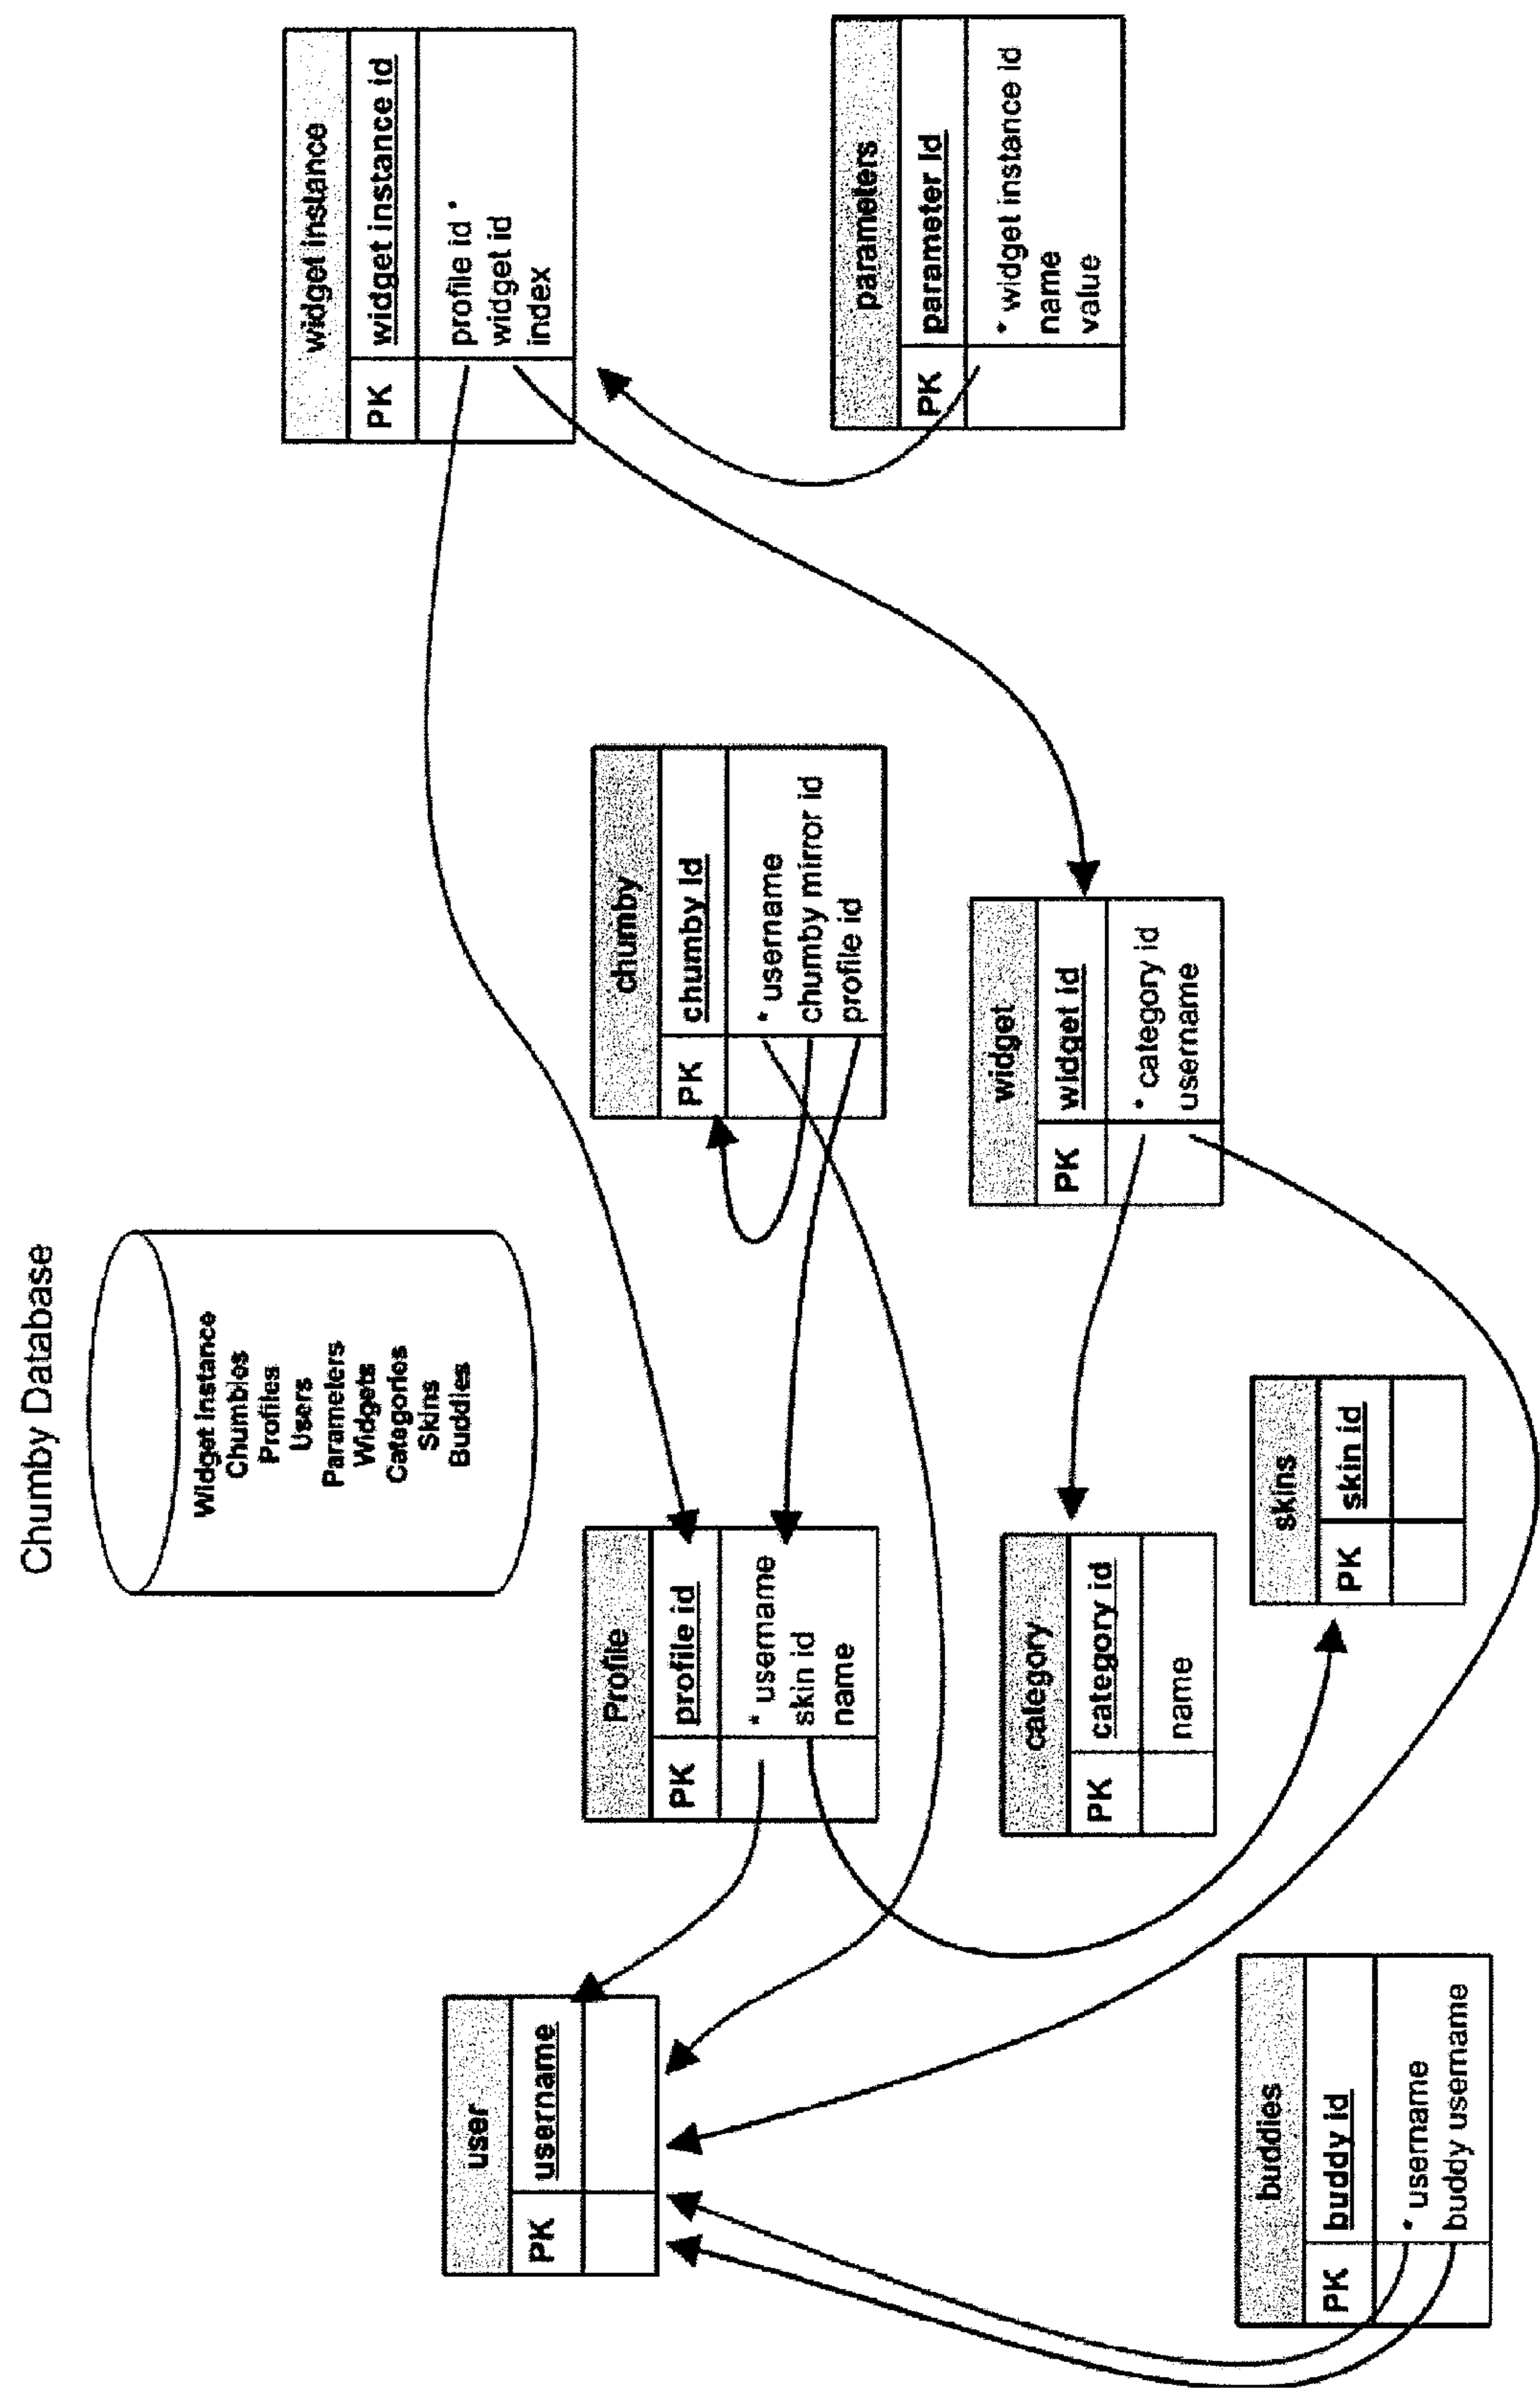 Chumby Database
Widget Instance
Chumbies
Profiles
Users
Parameters
Widgets
Categories
Skins
Buddies
user
PK username
Profile
PK profile id
* username
skin id
name
chumby
PK chumby id
* username
chumby mirror id
profile id
widget instance
PK widget instance id
profile id *
widget id
index
category
PK category id
name
widget
PK widget id
* category id
username
parameters
PK parameter id
* widget instance id
name
value
buddies
PK buddy id
* username
buddy username
skins
PK skin id